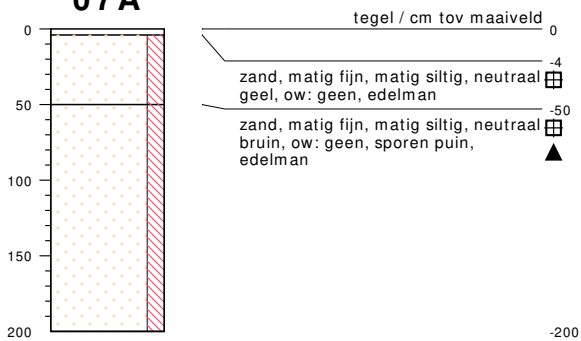 07A
tegel / cm tov maaiveld
0
0
-4
zand, matig fijn, matig siltig, neutraal
geel, ow: geen, edelman
50
-50
zand, matig fijn, matig siltig, neutraal
bruin, ow: geen, sporen puin,
edelman
100
150
200
-200